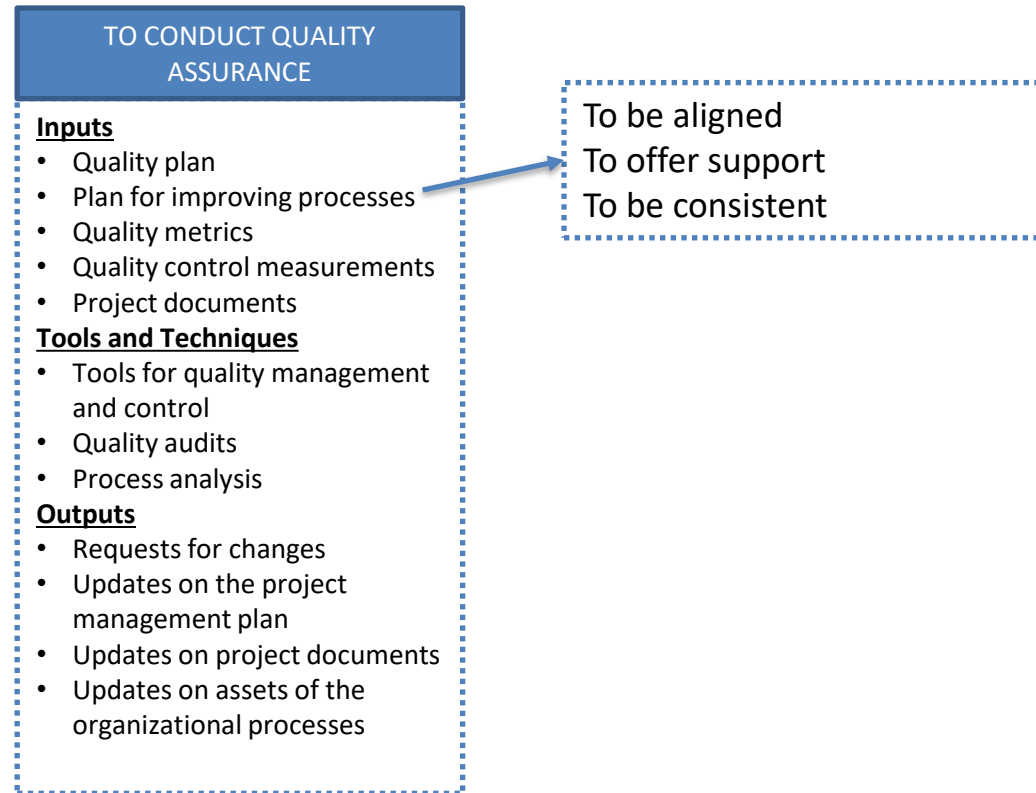 TO CONDUCT QUALITY
ASSURANCE
Inputs
• Quality plan
• Plan for improving processes
• Quality metrics
• Quality control measurements
• Project documents
Tools and Techniques
• Tools for quality management
and control
• Quality audits
• Process analysis
Outputs
• Requests for changes
• Updates on the project
management plan
• Updates on project documents
• Updates on assets of the
organizational processes
To be aligned
To offer support
To be consistent